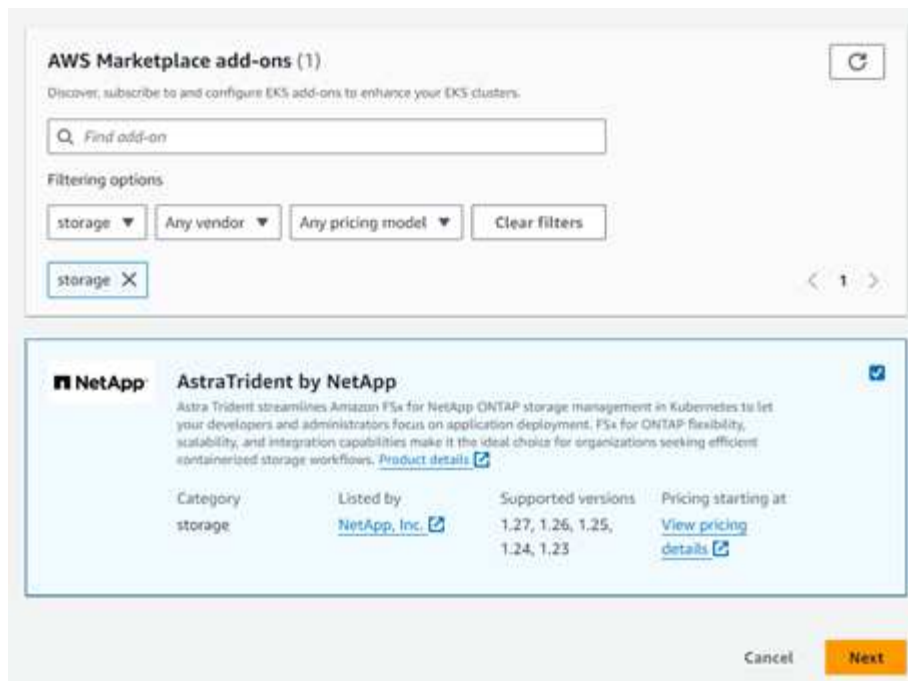 AWS Marketplace add-ons (1)
Discover, subscribe to and configure EKS add-ons to enhance your EKS clusters.
Find add-on
Filtering options
storage Any vendor Any pricing model Clear filters
storage
1
NetApp
AstraTrident by NetApp
Astra Trident streamlines Amazon FSx for NetApp ONTAP storage management in Kubernetes to let
your developers and administrators focus on application deployment. FSx for ONTAP flexibility,
scalability, and integration capabilities make it the ideal choice for organizations seeking efficient
containerized storage workflows. Product details
Category Listed by Supported versions Pricing starting at
storage NetApp, Inc. 1.27, 1.26, 1.25, View pricing
1.24, 1.23 details
Cancel Next